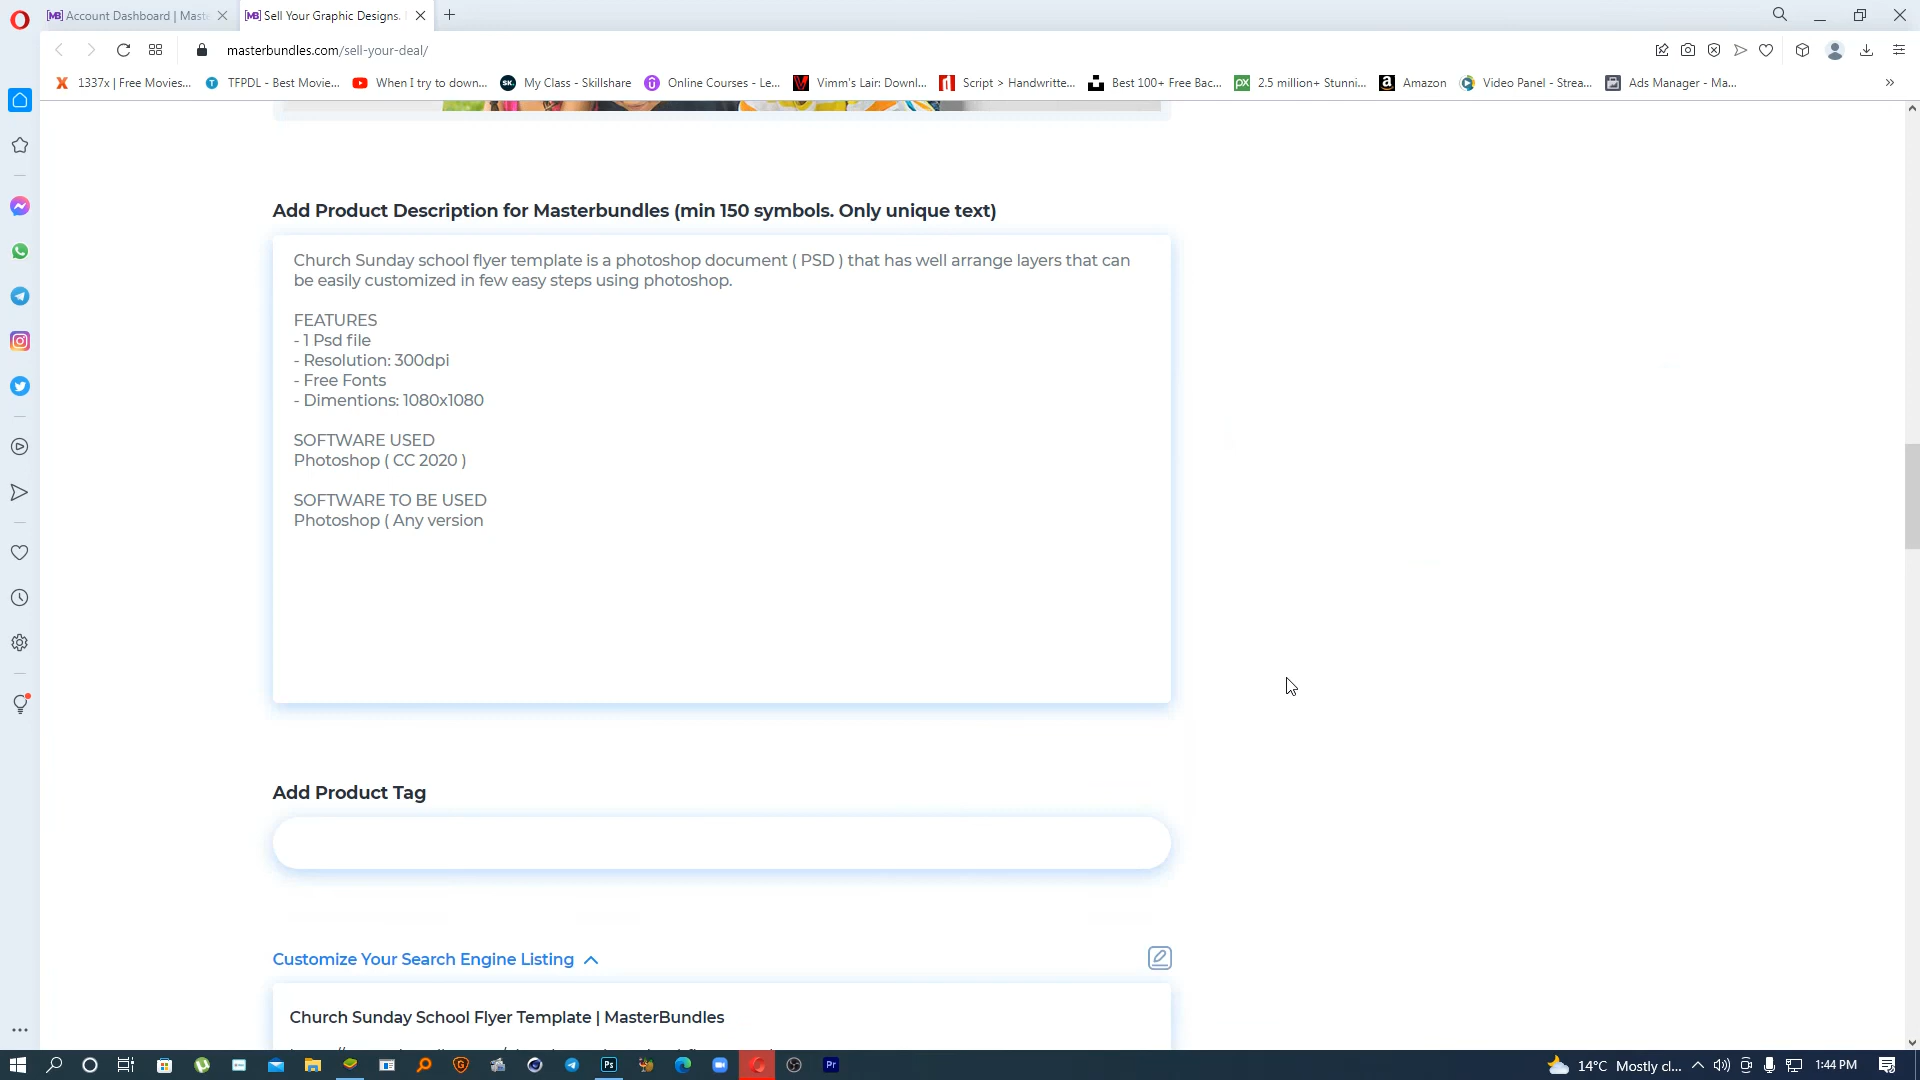 Account Dashboard | Maste
Sell Your Graphic Designs.
masterbundles.com/sell-your-deal/
1337x | Free Movies...
TFPDL - Best Movie...
When I try to down...
My Class - Skillshare
Online Courses - Le...
Vimm's Lair: Downl...
Script > Handwritte...
Best 100+ Free Bac...
2.5 million+ Stunni...
Amazon
Video Panel - Strea...
Ads Manager - Ma...
Add Product Description for Masterbundles (min 150 symbols. Only unique text)
Church Sunday school flyer template is a photoshop document ( PSD ) that has well arrange layers that can
be easily customized in few easy steps using photoshop.
FEATURES
- 1 Psd file
- Resolution: 300dpi
- Free Fonts
- Dimentions: 1080x1080
SOFTWARE USED
Photoshop ( CC 2020 )
SOFTWARE TO BE USED
Photoshop ( Any version
Add Product Tag
Customize Your Search Engine Listing
Church Sunday School Flyer Template | MasterBundles
14°C Mostly cl...
1:44 PM